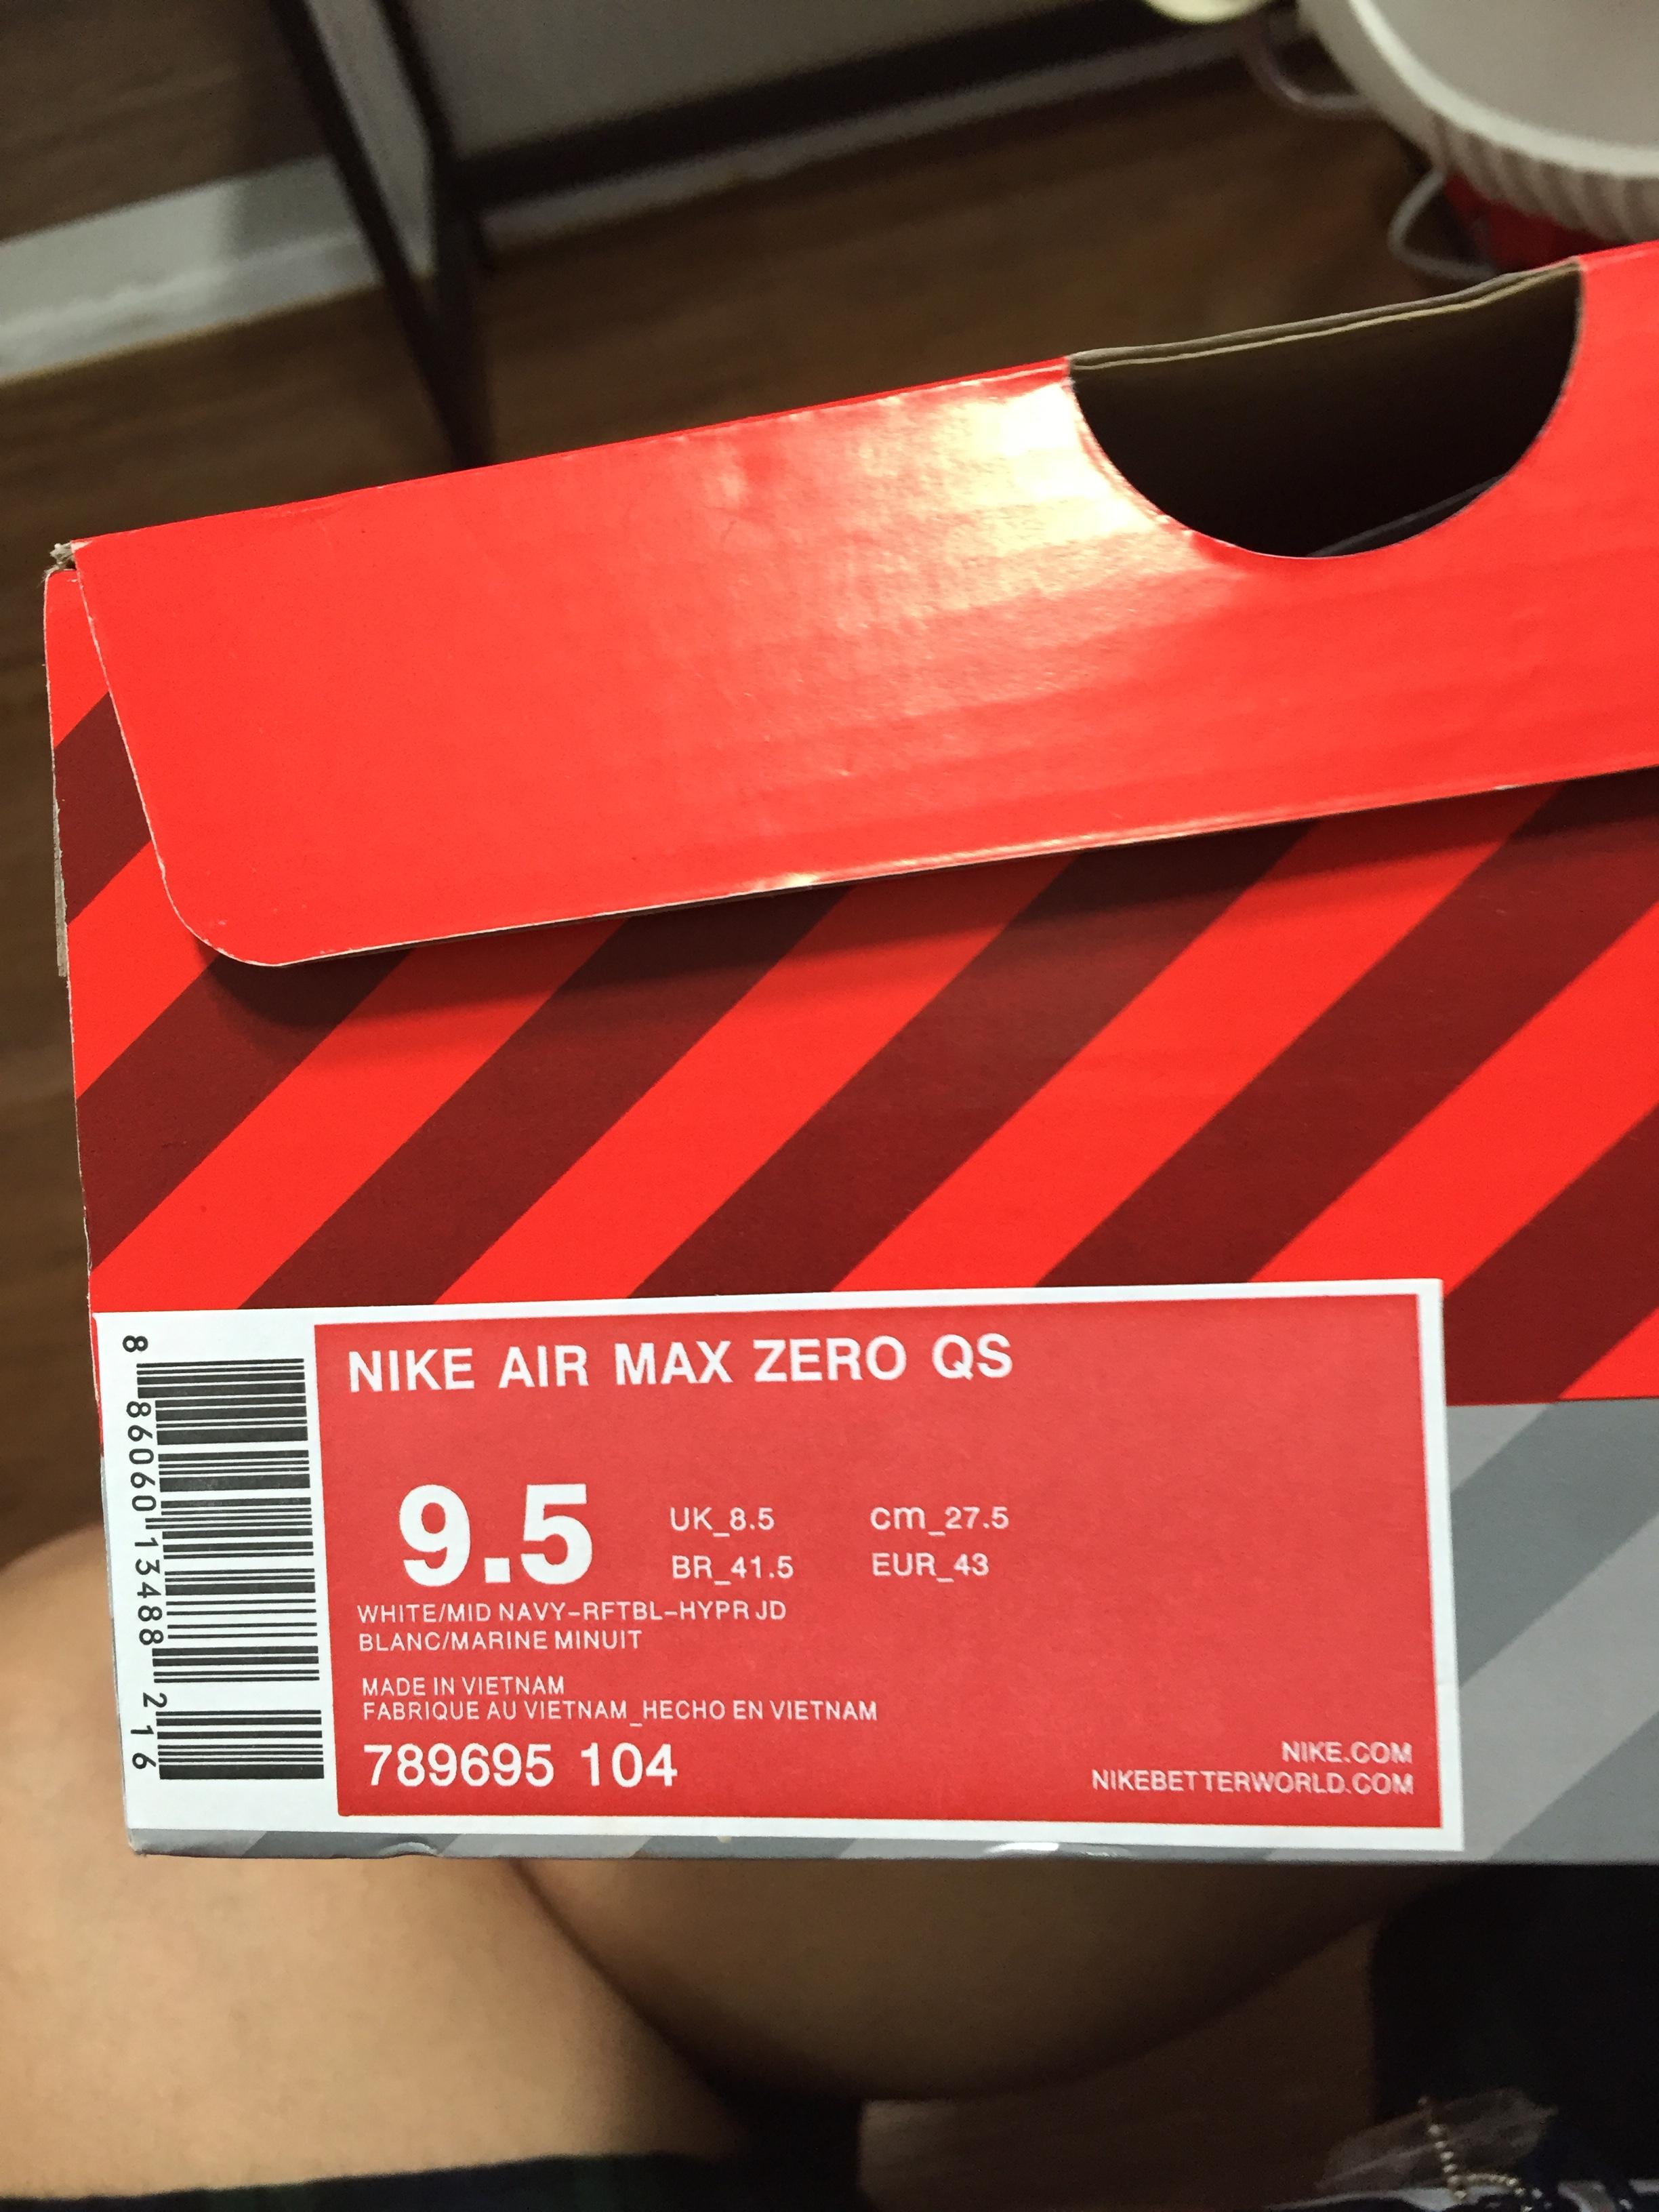 NIKE AIR MAX ZERO QS
9.5
UK_8.5 cm_27.5
BR_41.5 EUR_43
WHITE/MID NAVY-RFTBL-HYPR JD
BLANC/MARINE MINUIT
MADE IN VIETNAM
FABRIQUE AU VIETNAM_HECHO EN VIETNAM
789695 104
NIKE.COM
NIKEBETTERWORLD.COM
8 86060 13488 2 16